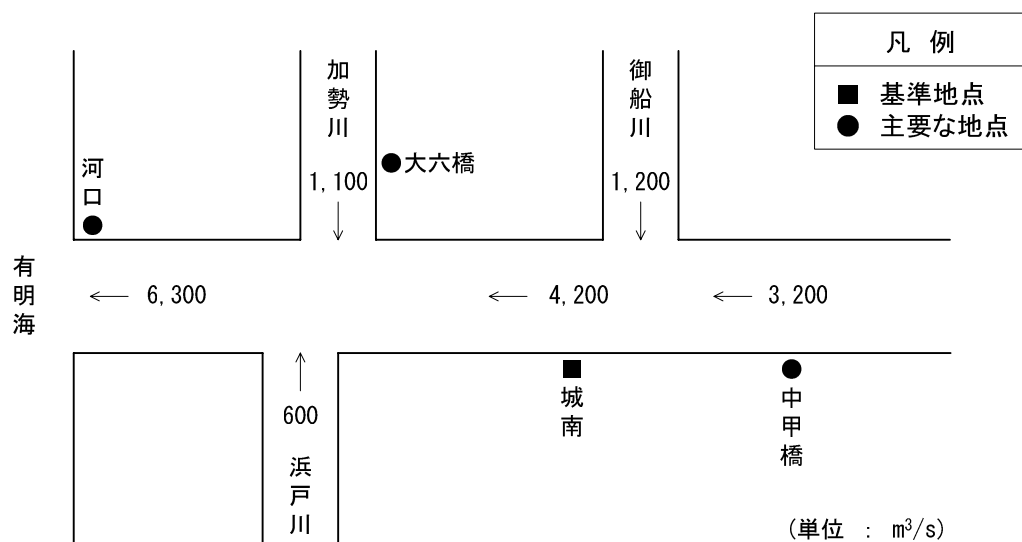 凡 例
■ 基準地点
● 主要な地点
加勢川
御船川
大六橋
河口
1,100
1,200
有明海
6,300
4,200
3,200
600
浜戸川
城南
中甲橋
(単位 : m³/s)